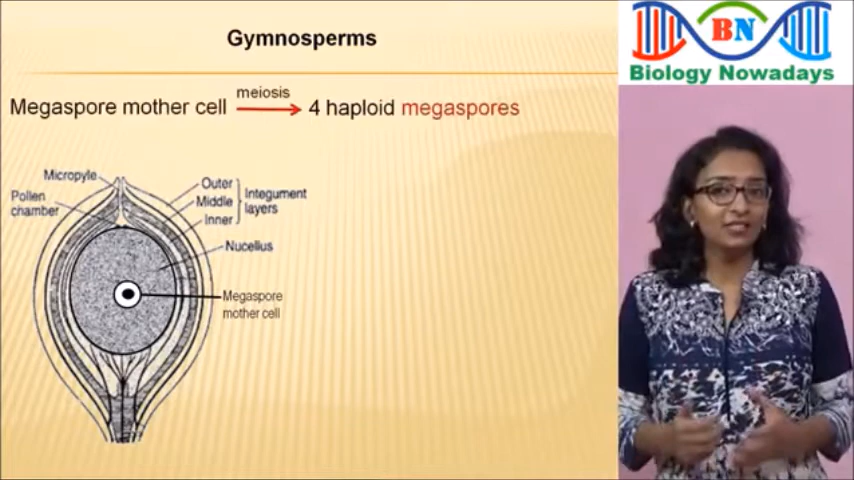 Gymnosperms
BN
Biology Nowadays
meiosis
Megaspore mother cell 4 haploid megaspores
Micropyle
Pollen
chamber
Outer
Middle
Inner
Integument
layers
Nucellus
Megaspore
mother cell